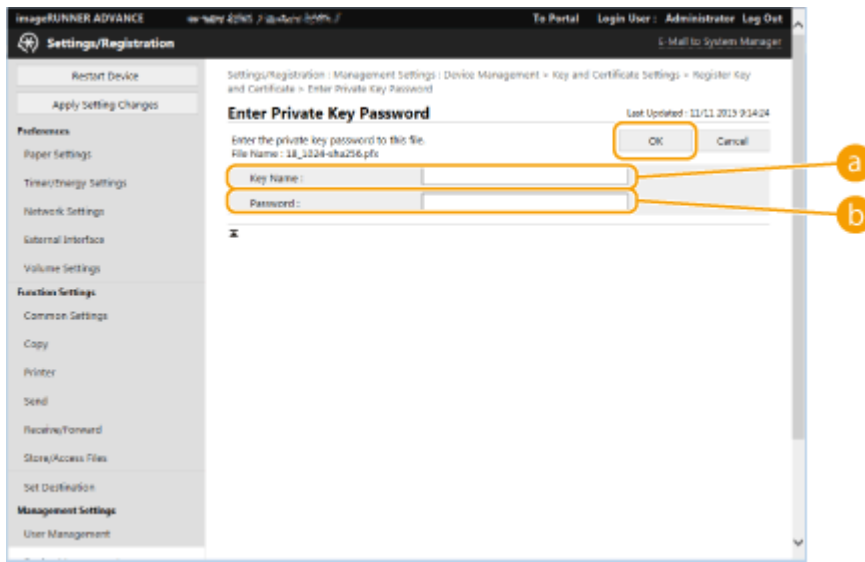 imageRUNNER ADVANCE
To Portal Login User : Administrator Log Out
Settings/Registration
E-Mail to System Manager
Restart Device
Apply Setting Changes
Preferences
Paper Settings
Timer/Energy Settings
Network Settings
External Interface
Volume Settings
Function Settings
Common Settings
Copy
Printer
Send
Receive/Forward
Store/Access Files
Set Destination
Management Settings
User Management
Settings/Registration : Management Settings : Device Management > Key and Certificate Settings > Register Key
and Certificate > Enter Private Key Password
Enter Private Key Password
Last Updated : 11/11 2015 9:14:24
Enter the private key password to this file.
File Name : 18_1024-sha256.pfx
OK
Cancel
Key Name :
Password :
a
b